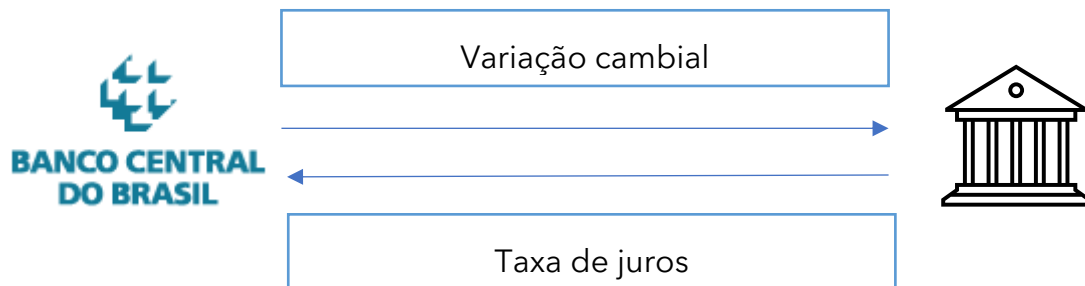 Variação cambial
BANCO CENTRAL
DO BRASIL
Taxa de juros